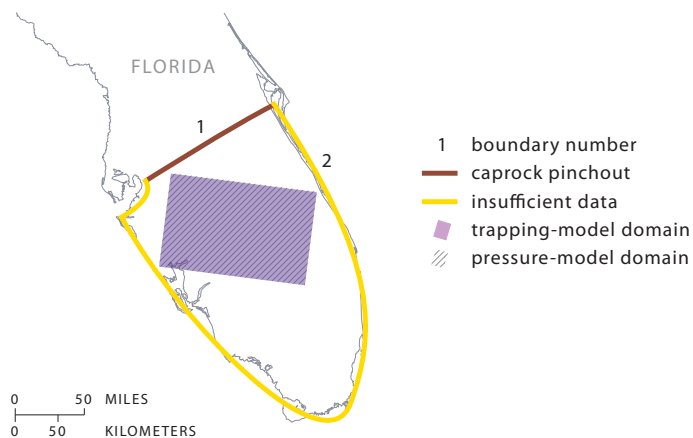 FLORIDA
1
2
1 boundary number
caprock pinchout
insufficient data
trapping-model domain
pressure-model domain
0 50 MILES
0 50 KILOMETERS